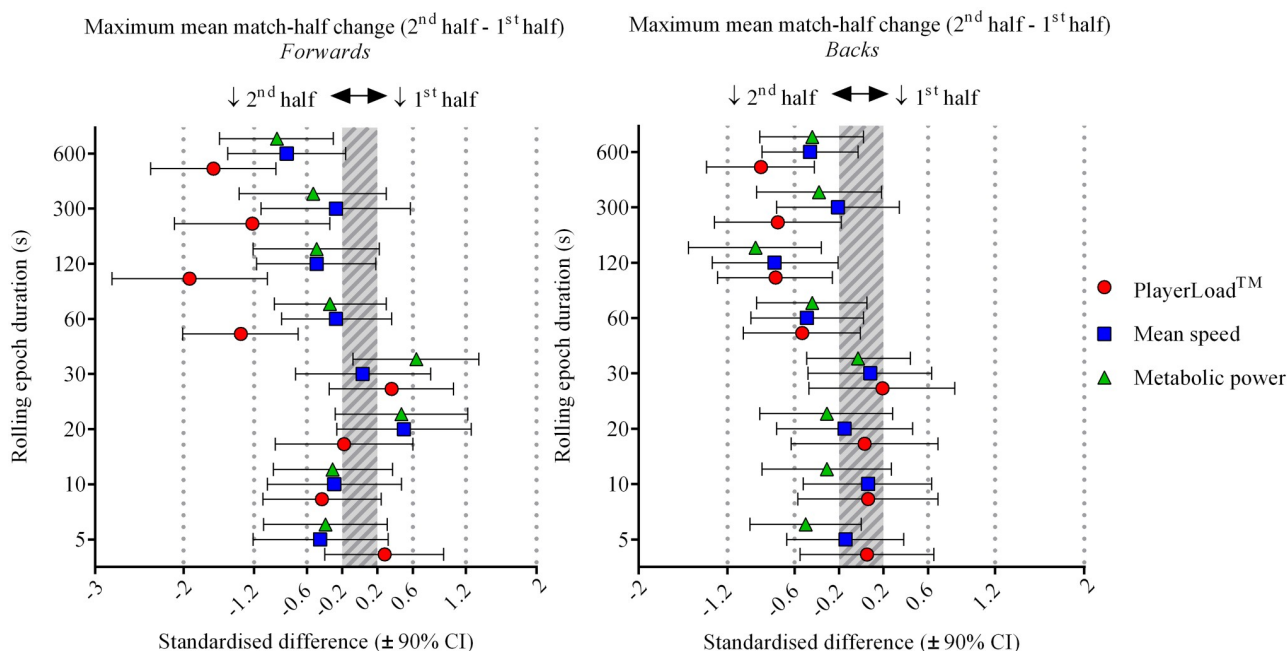 Maximum mean match-half change (2nd half - 1st half)
Forwards
↓ 2nd half ↓ 1st half
Rolling epoch duration (s)
600
300
120
60
30
20
10
5
-3 -2 -1.2 -0.6 -0.2 0.2 0.6 1.2 2
Standardised difference (± 90% CI)
Maximum mean match-half change (2nd half - 1st half)
Backs
↓ 2nd half ↓ 1st half
Rolling epoch duration (s)
600
300
120
60
30
20
10
5
-2 -1.2 -0.6 -0.2 0.2 0.6 1.2 2
Standardised difference (± 90% CI)
PlayerLoad™
Mean speed
Metabolic power